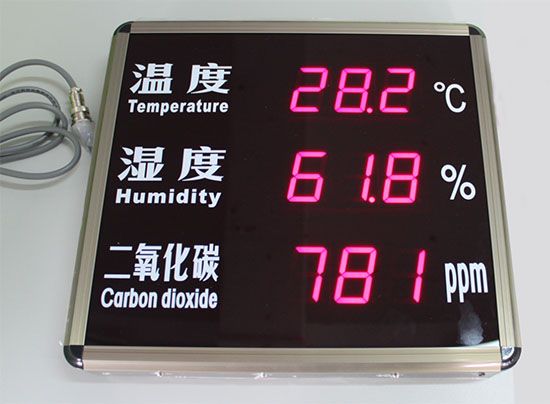 温度 28.2 ℃
Temperature
湿度 61.8 %
Humidity
二氧化碳 781 ppm
Carbon dioxide